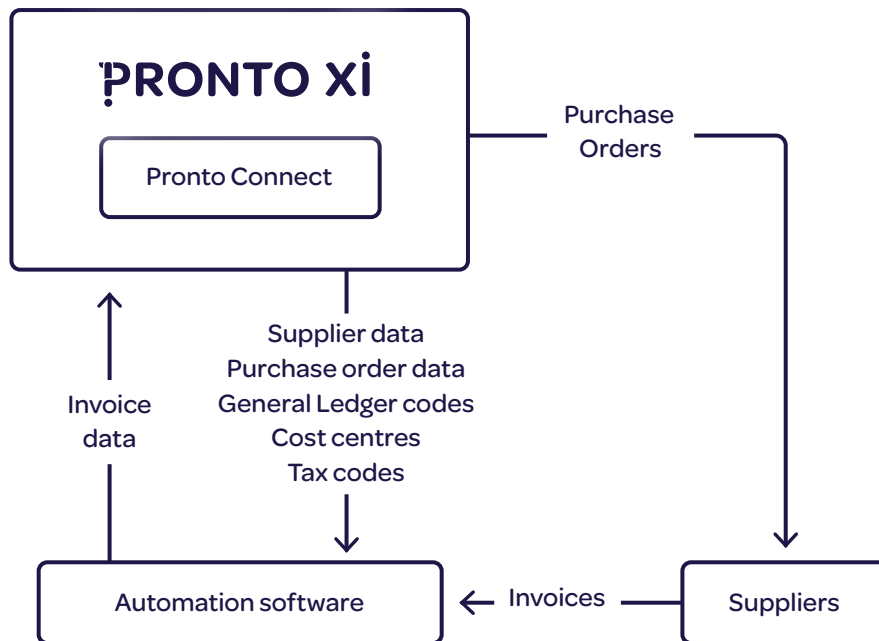 PRONTO Xi
Pronto Connect
Purchase
Orders
Supplier data
Purchase order data
General Ledger codes
Cost centres
Tax codes
Invoice
data
Automation software
Invoices
Suppliers